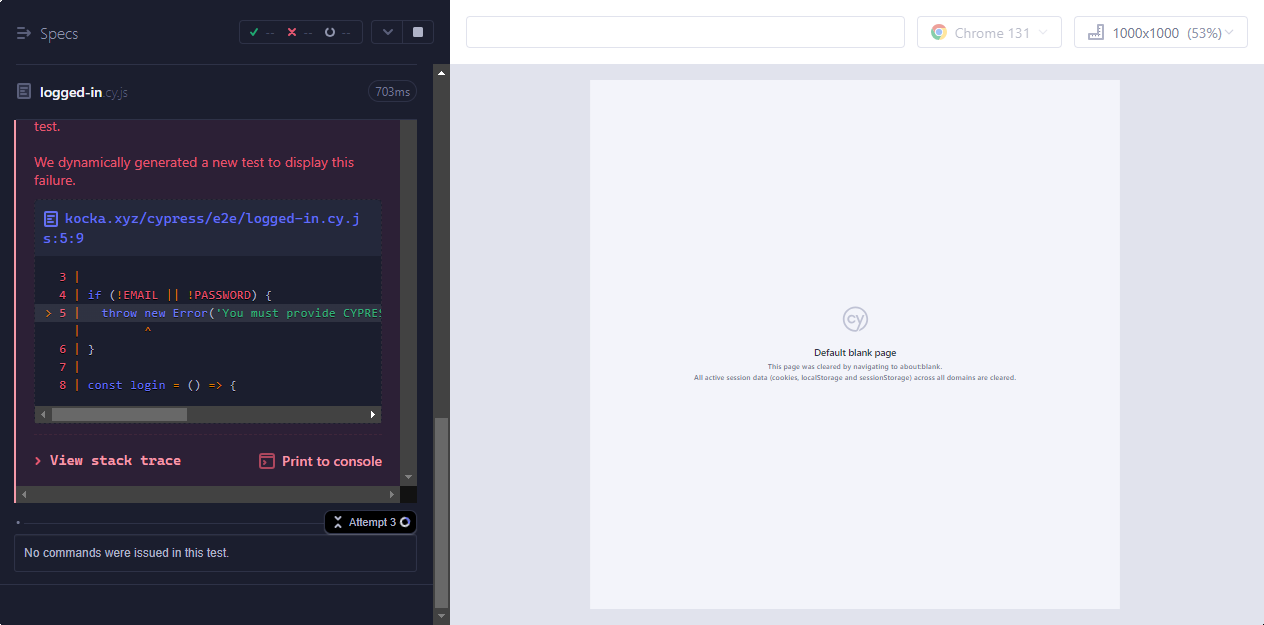 Specs
-- -- --
Chrome 131
1000x1000 (53%)
logged-in.cy.js
703ms
test.
We dynamically generated a new test to display this
failure.
kocka.xyz/cypress/e2e/logged-in.cy.j
s:5:9
3 |
4 | if (!EMAIL || !PASSWORD) {
> 5 | throw new Error('You must provide CYPRES
| ^
6 | }
7 |
8 | const login = () => {
View stack trace
Print to console
Attempt 3
No commands were issued in this test.
cy
Default blank page
This page was cleared by navigating to about:blank.
All active session data (cookies, localStorage and sessionStorage) across all domains are cleared.